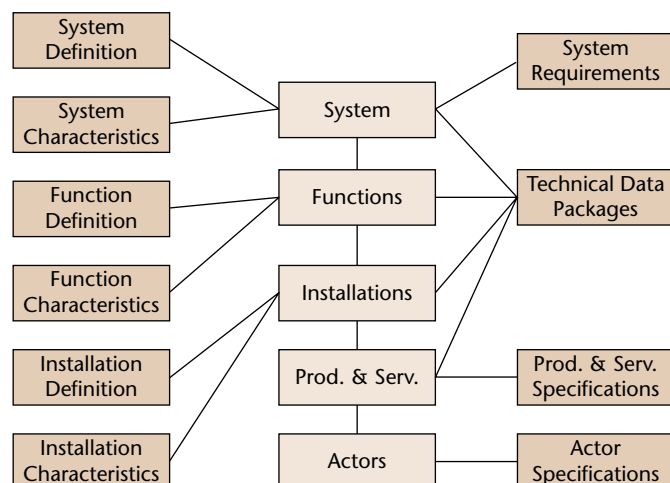 System
Definition
System
Characteristics
Function
Definition
Function
Characteristics
Installation
Definition
Installation
Characteristics
System
Functions
Installations
Prod. & Serv.
Actors
System
Requirements
Technical Data
Packages
Prod. & Serv.
Specifications
Actor
Specifications